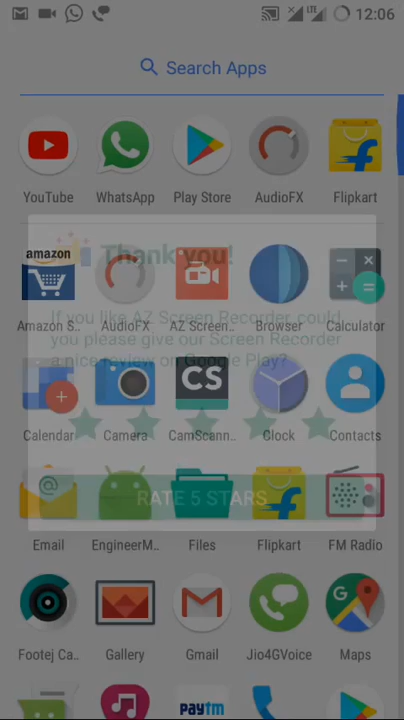 12:06
Search Apps
YouTube WhatsApp Play Store AudioFX Flipkart
amazon
Thank you!
Amazon S.. AudioFX AZ Screen.. Browser Calculator
If you like AZ Screen Recorder could
you please give our Screen Recorder
a nice review on Google Play?
CS
Calendar Camera CamScann.. Clock Contacts
RATE 5 STARS
Email EngineerM.. Files Flipkart FM Radio
Footej Ca.. Gallery Gmail Jio4GVoice Maps
paytm